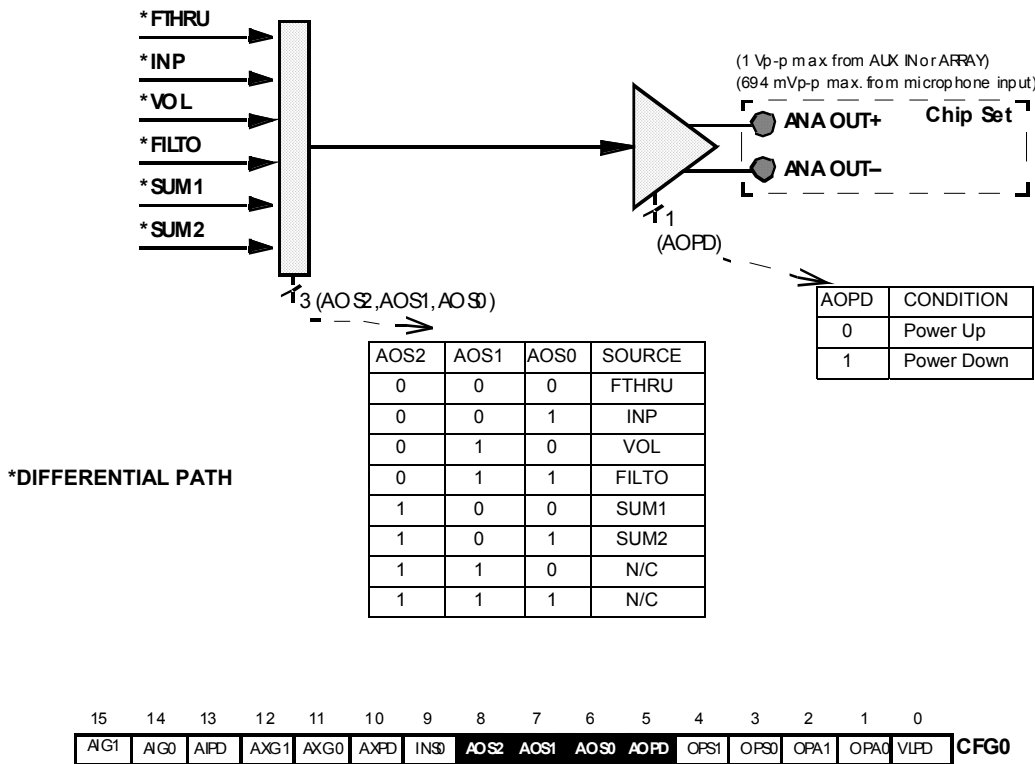 *FTHRU
*INP
*VOL
*FILTO
*SUM1
*SUM2
(1 Vp-p max. from AUX IN or ARRAY)
(694 mVp-p max. from microphone input)
Chip Set
ANA OUT+
ANA OUT–
1
(AOPD)
3 (AOS2,AOS1,AOS0)
AOPD CONDITION
0 Power Up
1 Power Down
AOS2 AOS1 AOS0 SOURCE
0 0 0 FTHRU
0 0 1 INP
0 1 0 VOL
0 1 1 FILTO
1 0 0 SUM1
1 0 1 SUM2
1 1 0 N/C
1 1 1 N/C
*DIFFERENTIAL PATH
15 14 13 12 11 10 9 8 7 6 5 4 3 2 1 0
AIG1 AIG0 AIPD AXG1 AXG0 AXPD INS0 AOS2 AOS1 AOS0 AOPD OPS1 OPS0 OPA1 OPA0 VLPD CFG0